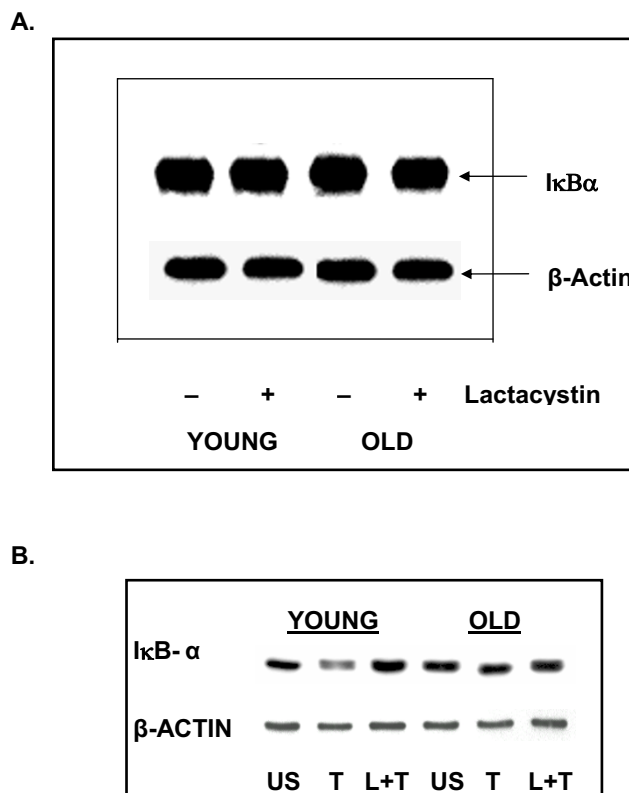 A.
IκBα
β-Actin
– + – + Lactacystin
YOUNG OLD
B.
YOUNG OLD
IκB- α
β-ACTIN
US T L+T US T L+T